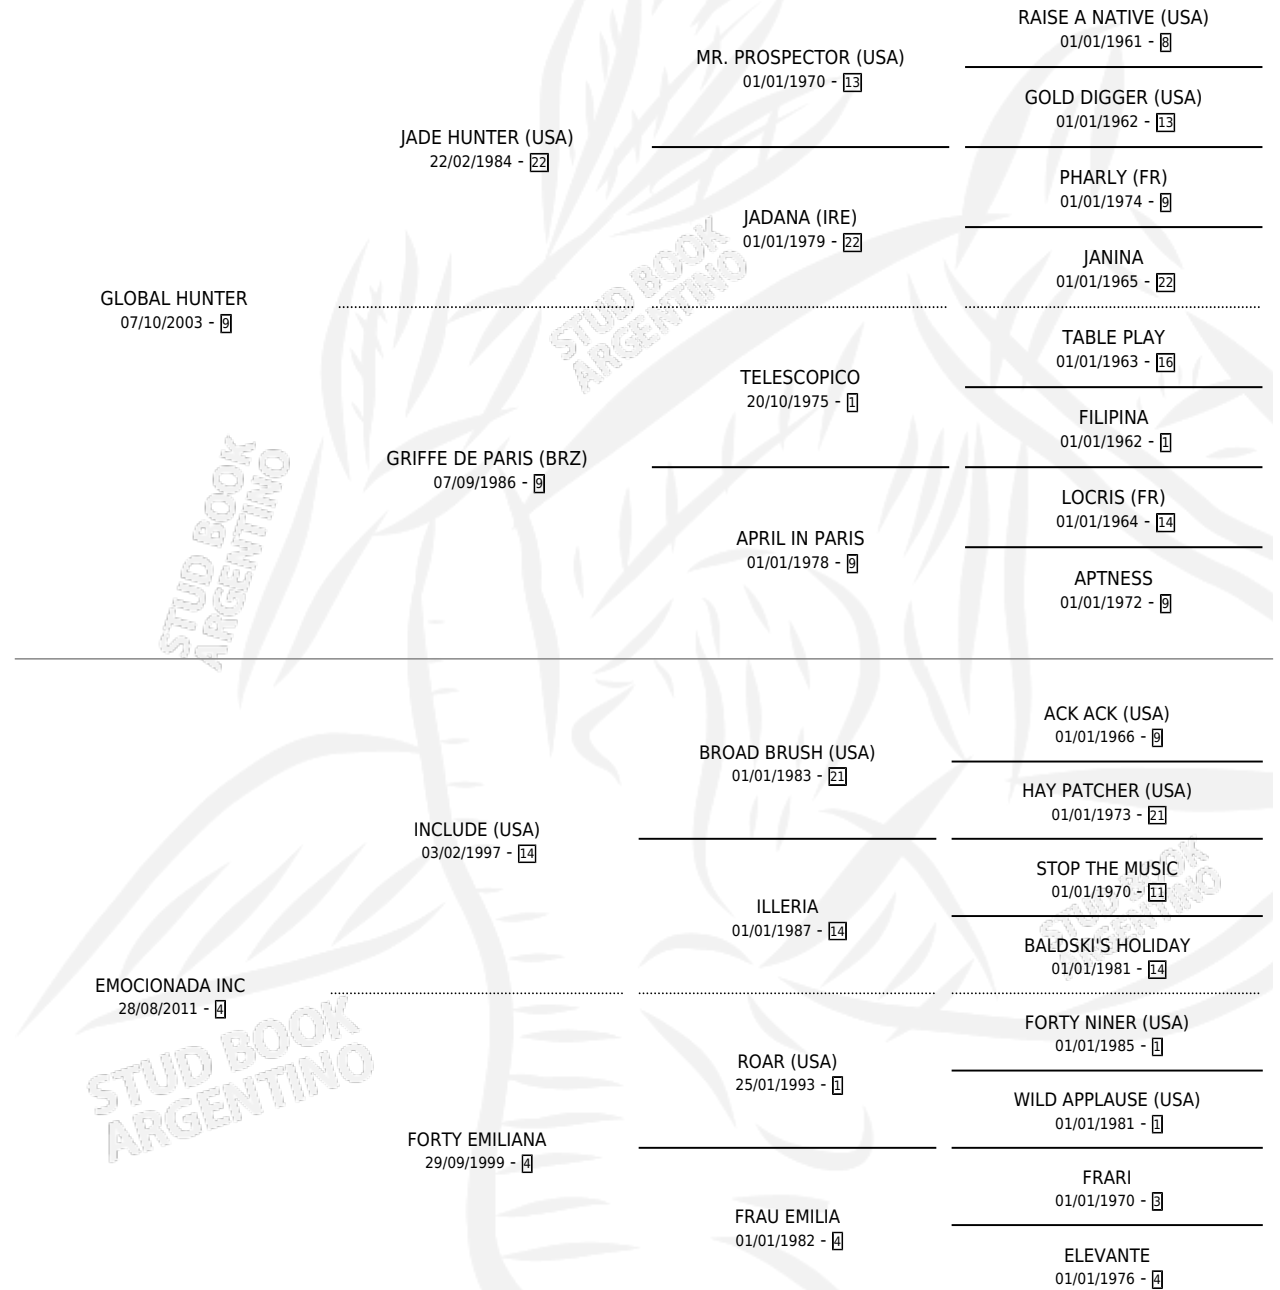 RAISE A NATIVE (USA)
01/01/1961 - 8
MR. PROSPECTOR (USA)
01/01/1970 - 13
GOLD DIGGER (USA)
01/01/1962 - 13
JADE HUNTER (USA)
22/02/1984 - 22
PHARLY (FR)
01/01/1974 - 9
JADANA (IRE)
01/01/1979 - 22
JANINA
01/01/1965 - 22
GLOBAL HUNTER
07/10/2003 - 9
TABLE PLAY
01/01/1963 - 16
TELESCOPICO
20/10/1975 - 1
FILIPINA
01/01/1962 - 1
GRIFFE DE PARIS (BRZ)
07/09/1986 - 9
LOCRIS (FR)
01/01/1964 - 14
APRIL IN PARIS
01/01/1978 - 9
APTNESS
01/01/1972 - 9
ACK ACK (USA)
01/01/1966 - 9
BROAD BRUSH (USA)
01/01/1983 - 21
HAY PATCHER (USA)
01/01/1973 - 21
INCLUDE (USA)
03/02/1997 - 14
STOP THE MUSIC
01/01/1970 - 11
ILLERIA
01/01/1987 - 14
BALDSKI'S HOLIDAY
01/01/1981 - 14
EMOCIONADA INC
28/08/2011 - 4
FORTY NINER (USA)
01/01/1985 - 1
ROAR (USA)
25/01/1993 - 1
WILD APPLAUSE (USA)
01/01/1981 - 1
FORTY EMILIANA
29/09/1999 - 4
FRARI
01/01/1970 - 3
FRAU EMILIA
01/01/1982 - 4
ELEVANTE
01/01/1976 - 4
STUD BOOK
ARGENTINO
STUD BOOK
ARGENTINO
STUD BOOK
ARGENTINO
STUD BOOK
ARGENTINO